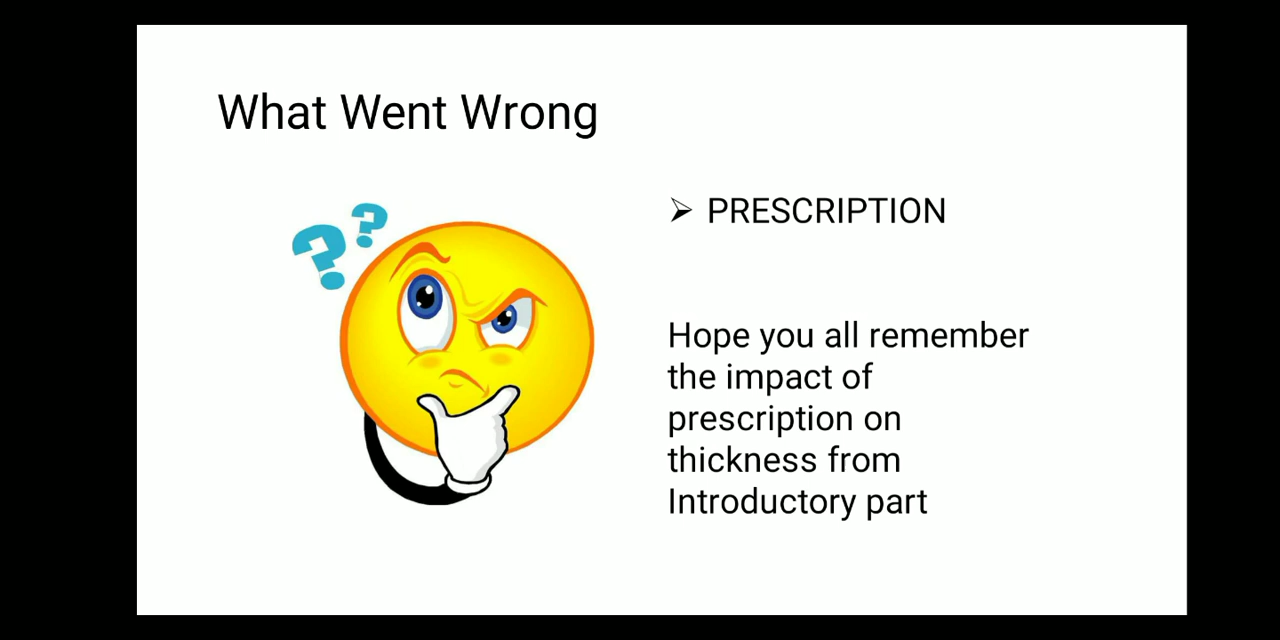 What Went Wrong
➢ PRESCRIPTION
Hope you all remember
the impact of
prescription on
thickness from
Introductory part
? ?